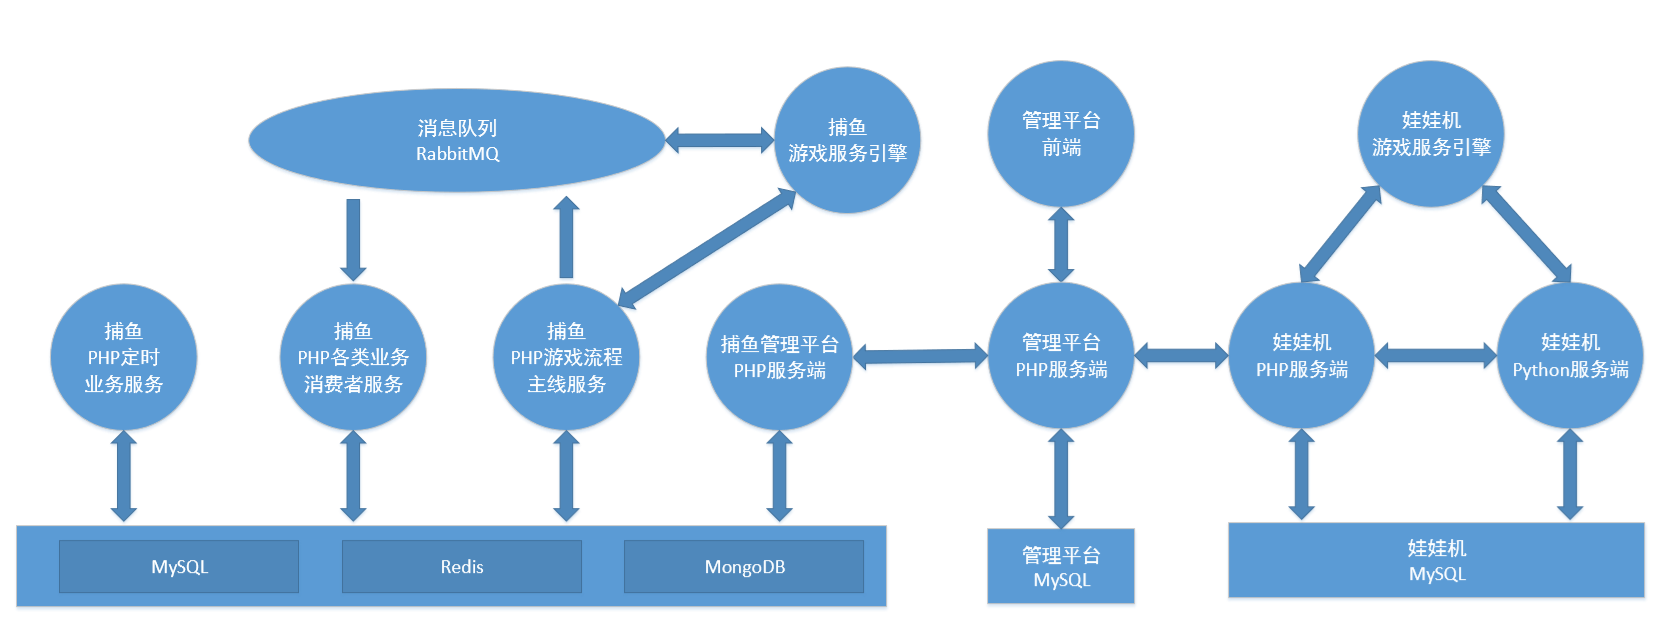 消息队列
RabbitMQ
捕鱼
游戏服务引擎
管理平台
前端
娃娃机
游戏服务引擎
捕鱼
PHP定时
业务服务
捕鱼
PHP各类业务
消费者服务
捕鱼
PHP游戏流程
主线服务
捕鱼管理平台
PHP服务端
管理平台
PHP服务端
娃娃机
PHP服务端
娃娃机
Python服务端
MySQL
Redis
MongoDB
管理平台
MySQL
娃娃机
MySQL